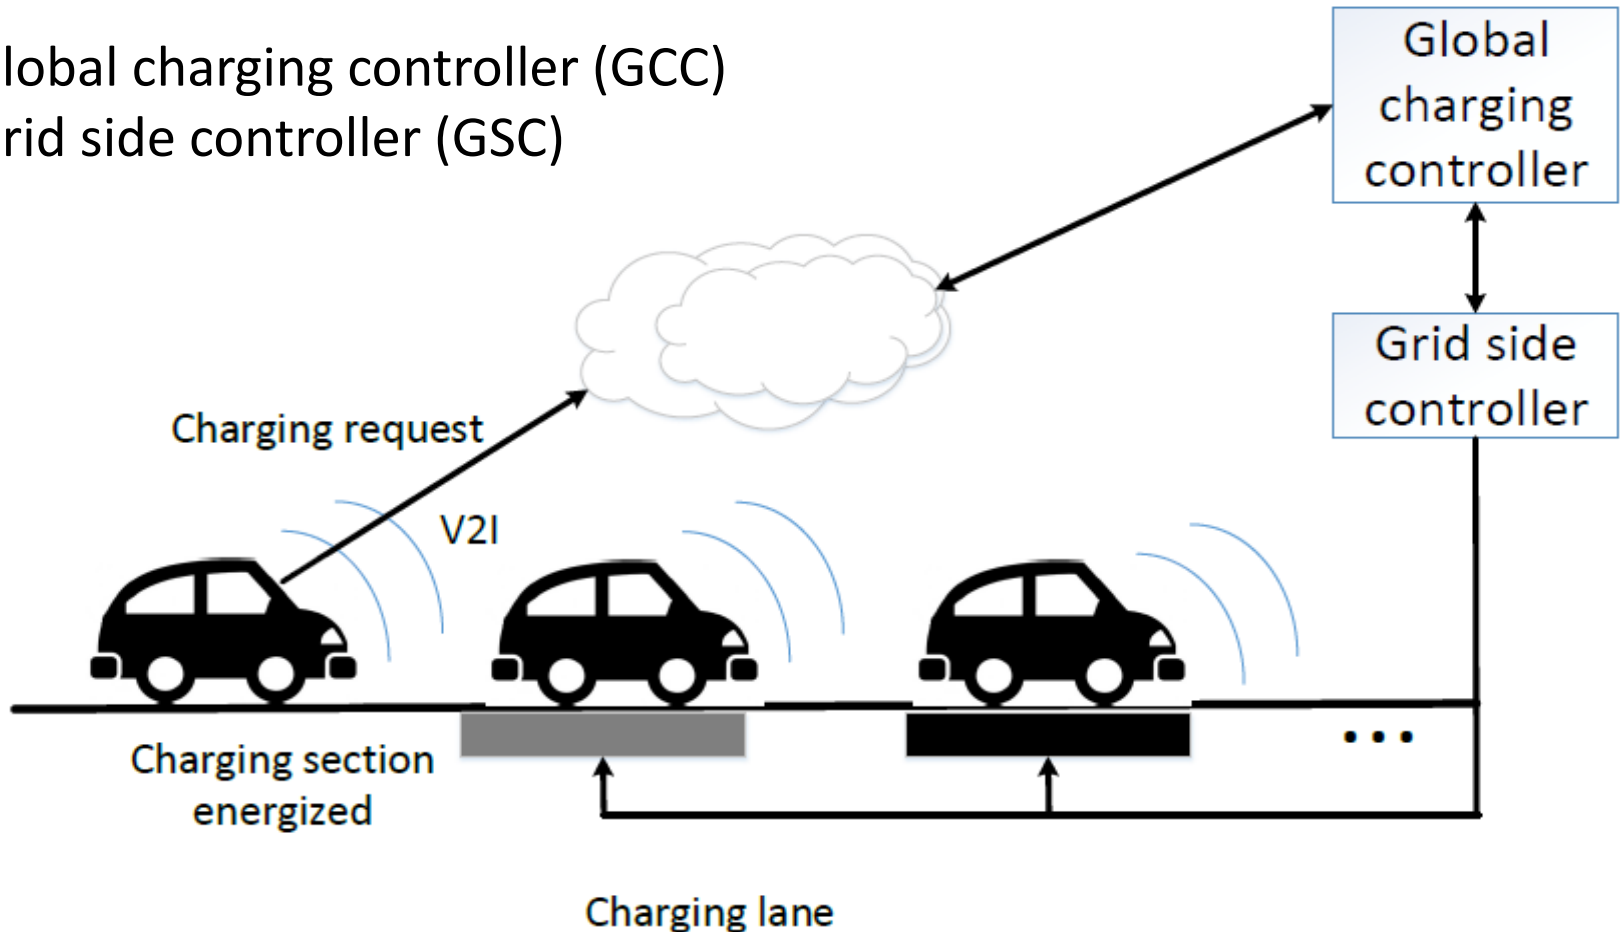 lobal charging controller (GCC)
rid side controller (GSC)
Global
charging
controller
Grid side
controller
Charging request
V2I
Charging section
energized
...
Charging lane